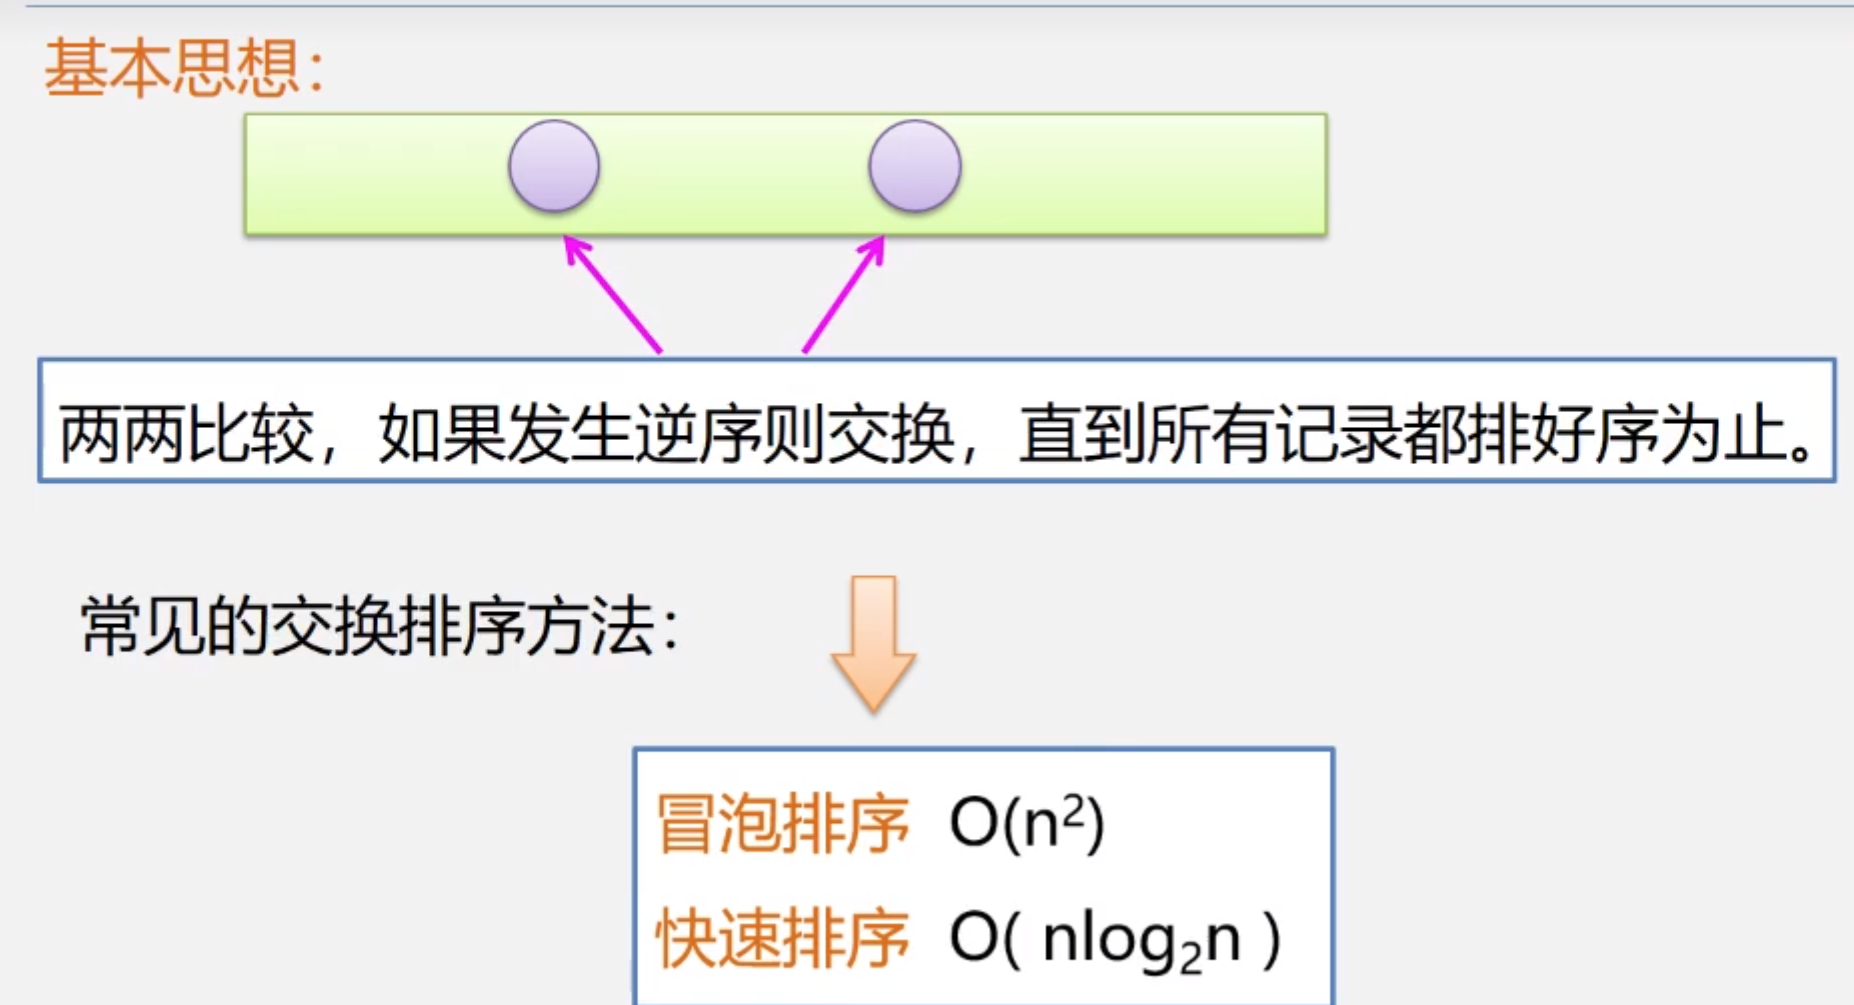 基本思想：
两两比较，如果发生逆序则交换，直到所有记录都排好序为止。
常见的交换排序方法：
冒泡排序 O(n²)
快速排序 O( nlog₂n )